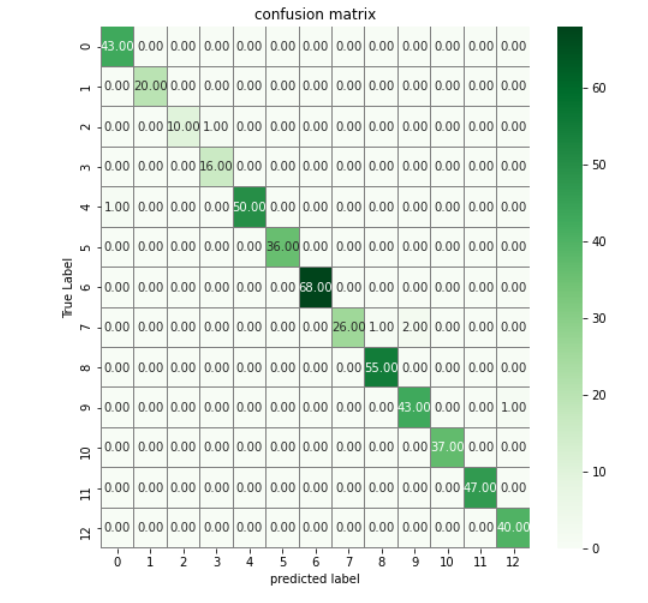 confusion matrix
0 43.00 0.00 0.00 0.00 0.00 0.00 0.00 0.00 0.00 0.00 0.00 0.00 0.00
1 0.00 20.00 0.00 0.00 0.00 0.00 0.00 0.00 0.00 0.00 0.00 0.00 0.00
2 0.00 0.00 10.00 1.00 0.00 0.00 0.00 0.00 0.00 0.00 0.00 0.00 0.00
3 0.00 0.00 0.00 16.00 0.00 0.00 0.00 0.00 0.00 0.00 0.00 0.00 0.00
4 1.00 0.00 0.00 0.00 50.00 0.00 0.00 0.00 0.00 0.00 0.00 0.00 0.00
5 0.00 0.00 0.00 0.00 0.00 36.00 0.00 0.00 0.00 0.00 0.00 0.00 0.00
6 0.00 0.00 0.00 0.00 0.00 0.00 68.00 0.00 0.00 0.00 0.00 0.00 0.00
7 0.00 0.00 0.00 0.00 0.00 0.00 0.00 26.00 1.00 2.00 0.00 0.00 0.00
8 0.00 0.00 0.00 0.00 0.00 0.00 0.00 0.00 55.00 0.00 0.00 0.00 0.00
9 0.00 0.00 0.00 0.00 0.00 0.00 0.00 0.00 0.00 43.00 0.00 0.00 1.00
10 0.00 0.00 0.00 0.00 0.00 0.00 0.00 0.00 0.00 0.00 37.00 0.00 0.00
11 0.00 0.00 0.00 0.00 0.00 0.00 0.00 0.00 0.00 0.00 0.00 47.00 0.00
12 0.00 0.00 0.00 0.00 0.00 0.00 0.00 0.00 0.00 0.00 0.00 0.00 40.00
0 1 2 3 4 5 6 7 8 9 10 11 12
predicted label
True Label
60
50
40
30
20
10
0